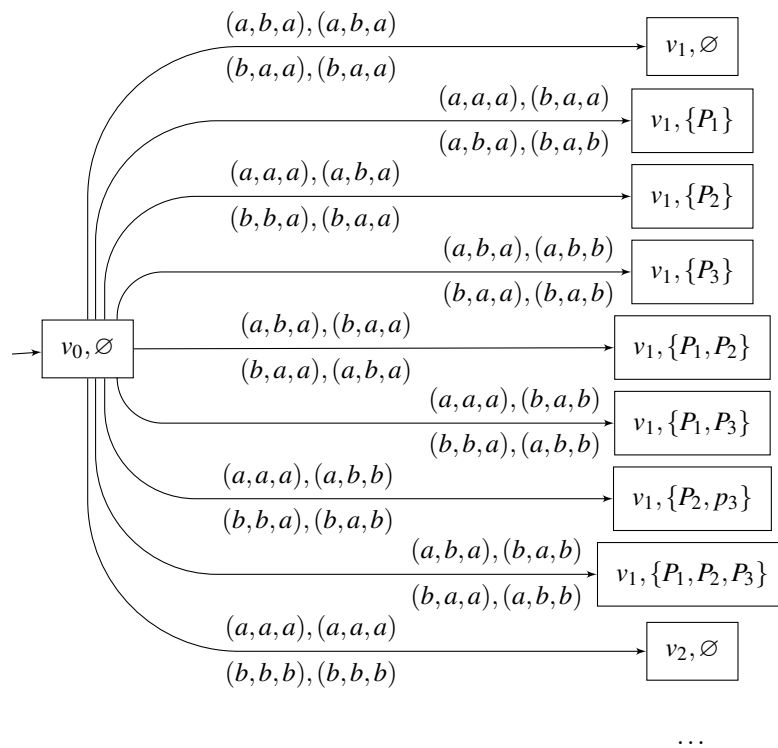 (a,b,a),(a,b,a)
v₁,∅
(b,a,a),(b,a,a)
(a,a,a),(b,a,a)
v₁,{P₁}
(a,b,a),(b,a,b)
(a,a,a),(a,b,a)
v₁,{P₂}
(b,b,a),(b,a,a)
(a,b,a),(a,b,b)
v₁,{P₃}
(b,a,a),(b,a,b)
(a,b,a),(b,a,a)
v₀,∅
v₁,{P₁,P₂}
(b,a,a),(a,b,a)
(a,a,a),(b,a,b)
v₁,{P₁,P₃}
(b,b,a),(a,b,b)
(a,a,a),(a,b,b)
v₁,{P₂,p₃}
(b,b,a),(b,a,b)
(a,b,a),(b,a,b)
v₁,{P₁,P₂,P₃}
(b,a,a),(a,b,b)
(a,a,a),(a,a,a)
v₂,∅
(b,b,b),(b,b,b)
...